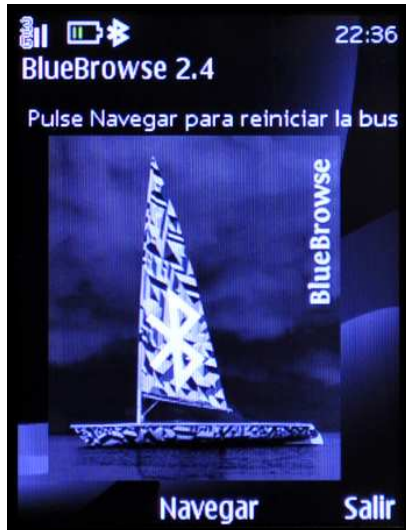 22:36
BlueBrowse 2.4
Pulse Navegar para reiniciar la bus
BlueBrowse
Navegar
Salir